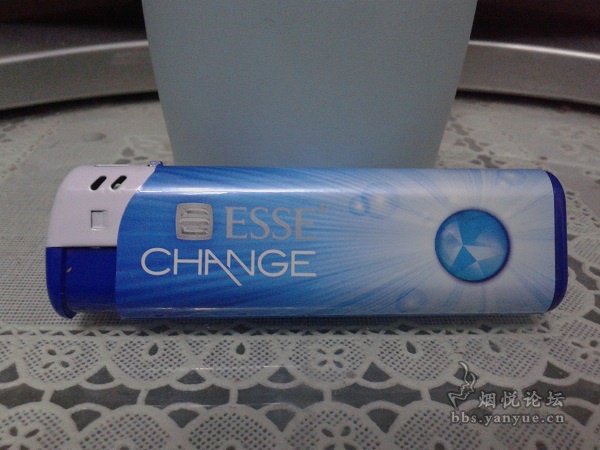 ESSE
CHANGE
烟悦论坛
bbs.yanyue.cn